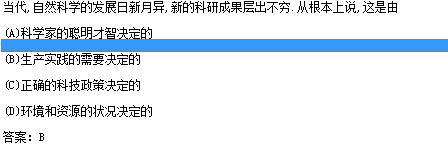 当代,自然科学的发展日新月异,新的科研成果层出不穷.从根本上说,这是由
(A)科学家的聪明才智决定的
(B)生产实践的需要决定的
(C)正确的科技政策决定的
(D)环境和资源的状况决定的
答案: B